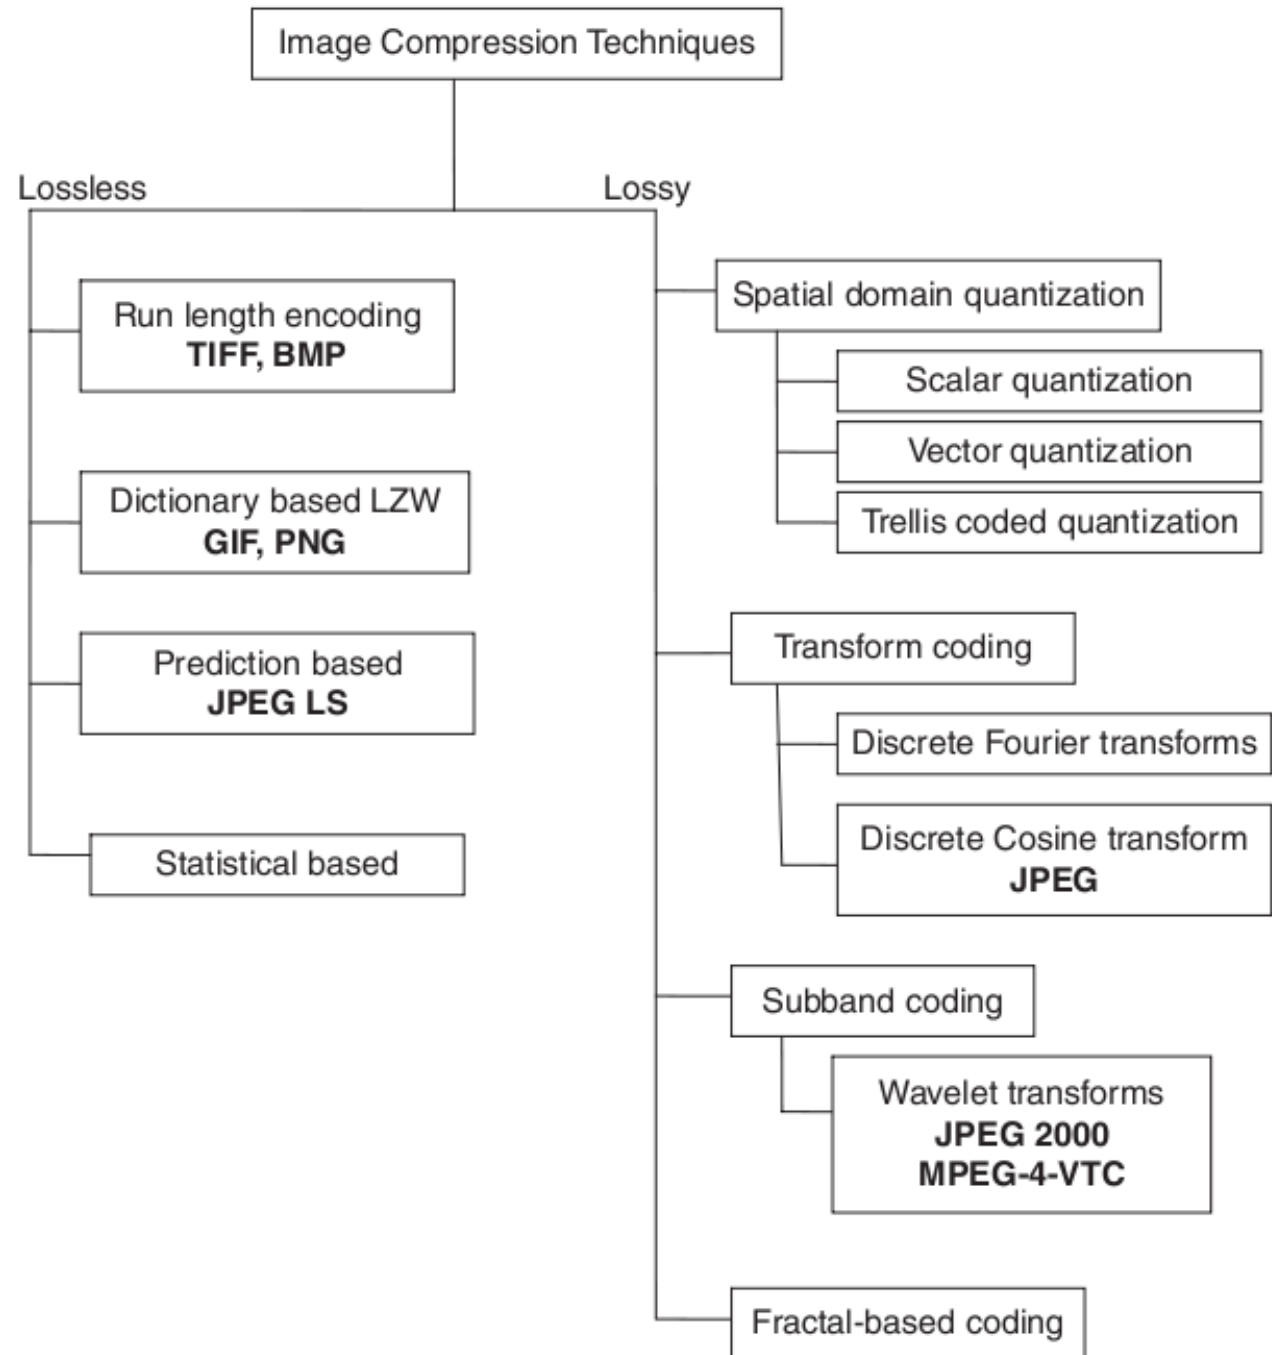 Image Compression Techniques
Lossless
Lossy
Run length encoding
TIFF, BMP
Dictionary based LZW
GIF, PNG
Prediction based
JPEG LS
Statistical based
Spatial domain quantization
Scalar quantization
Vector quantization
Trellis coded quantization
Transform coding
Discrete Fourier transforms
Discrete Cosine transform
JPEG
Subband coding
Wavelet transforms
JPEG 2000
MPEG-4-VTC
Fractal-based coding